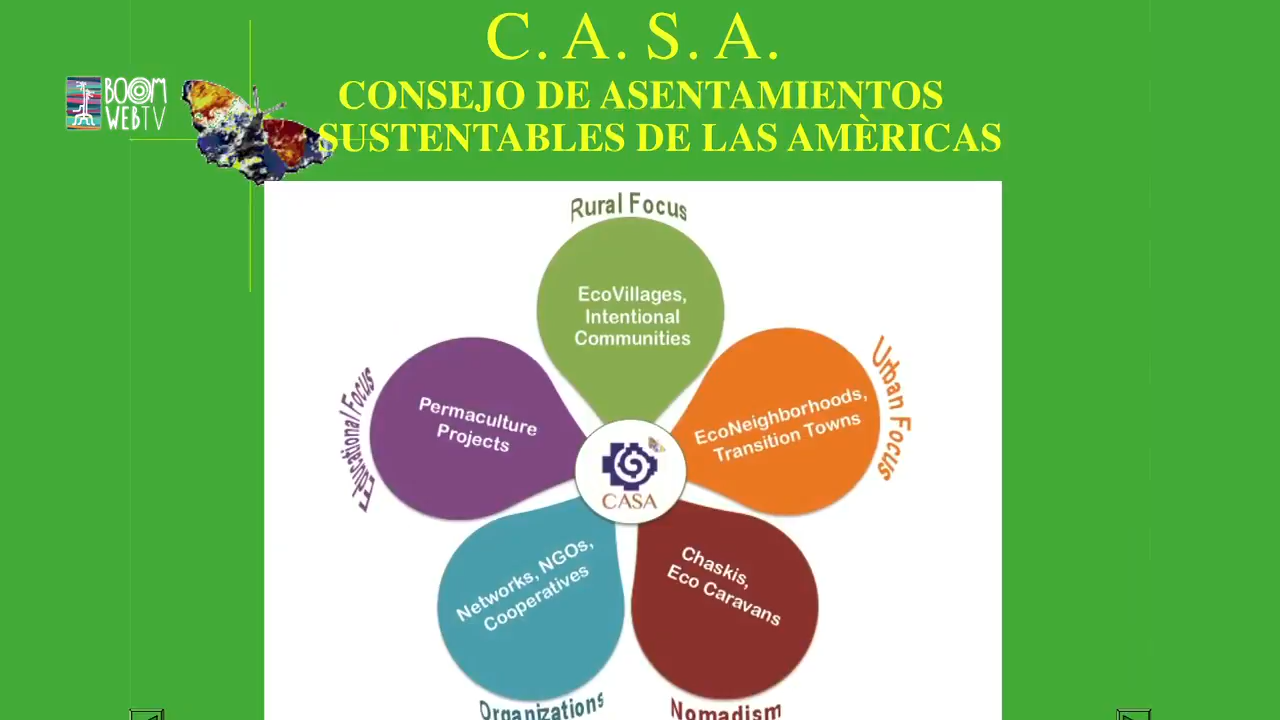 C. A. S. A.
CONSEJO DE ASENTAMIENTOS
SUSTENTABLES DE LAS AMÈRICAS
BOOM
WEBTV
Rural Focus
EcoVillages,
Intentional
Communities
Urban Focus
EcoNeighborhoods,
Transition Towns
Educational Focus
Permaculture
Projects
CASA
Networks, NGOs,
Cooperatives
Chaskis,
Eco Caravans
Organizations
Nomadism